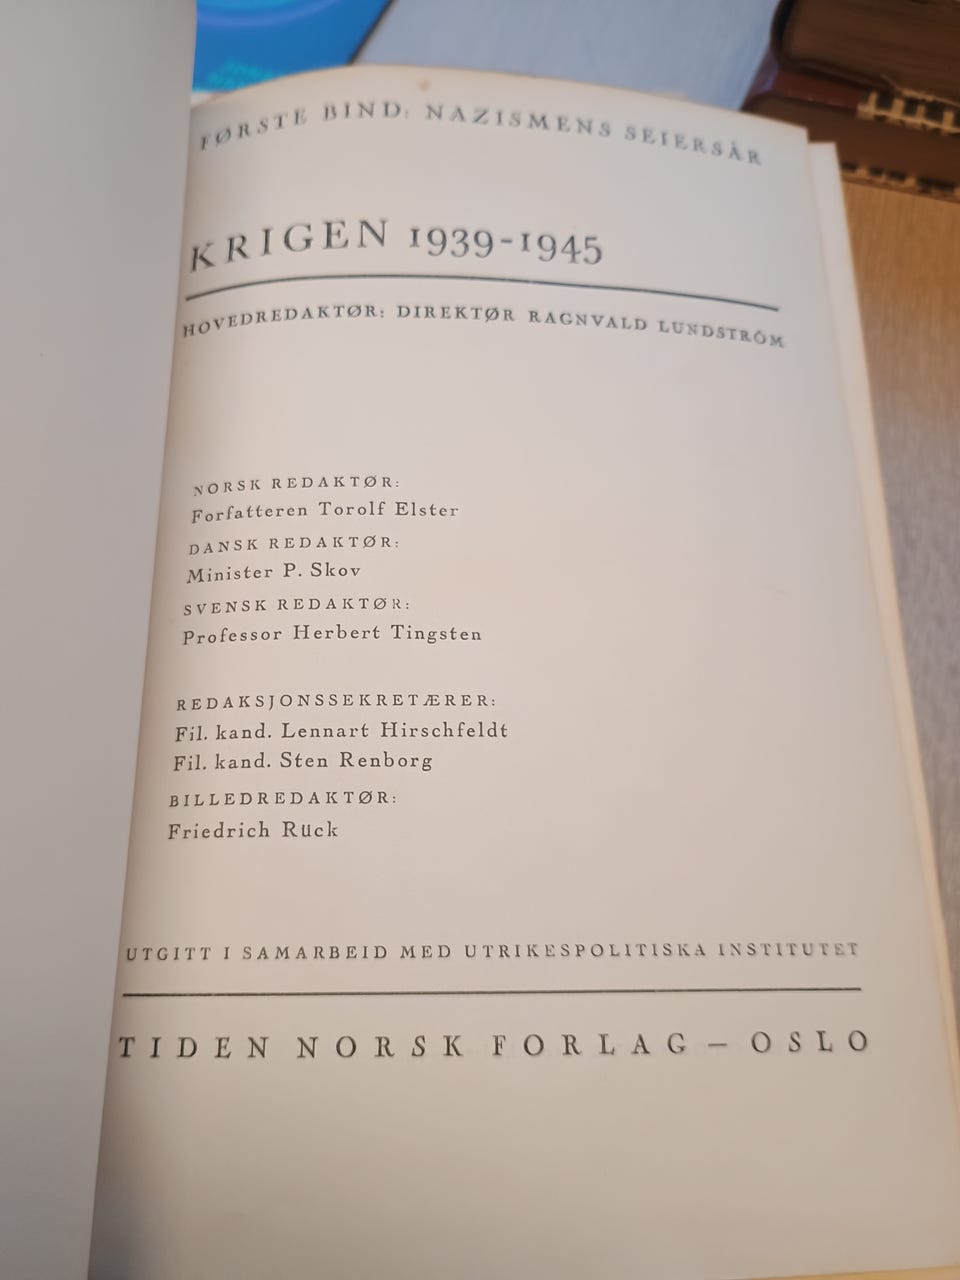 FØRSTE BIND: NAZISMENS SEIERSÅR
KRIGEN 1939-1945
HOVEDREDAKTØR: DIREKTØR RAGNVALD LUNDSTRÖM
NORSK REDAKTØR:
Forfatteren Torolf Elster
DANSK REDAKTØR:
Minister P. Skov
SVENSK REDAKTØR:
Professor Herbert Tingsten
REDAKSJONSSEKRETÆRER:
Fil. kand. Lennart Hirschfeldt
Fil. kand. Sten Renborg
BILLEDREDAKTØR:
Friedrich Rück
UTGITT I SAMARBEID MED UTRIKESPOLITISKA INSTITUTET
TIDEN NORSK FORLAG – OSLO